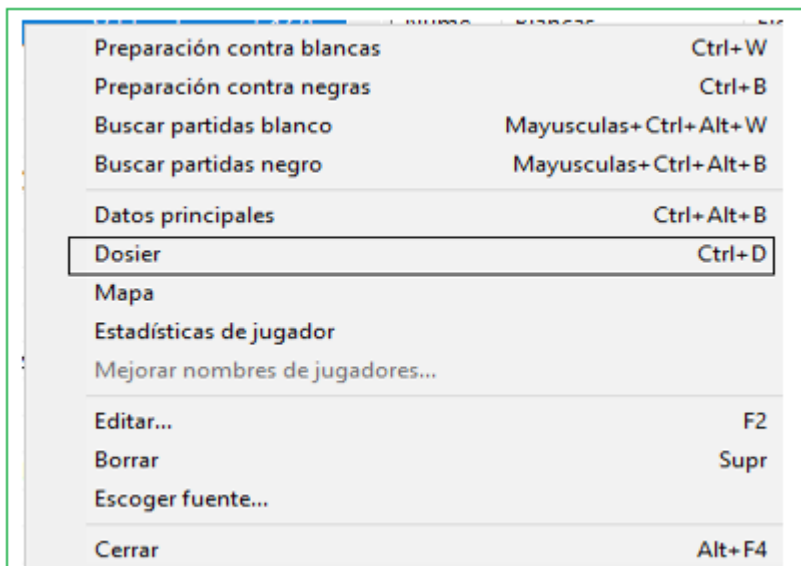 Preparación contra blancas Ctrl+W
Preparación contra negras Ctrl+B
Buscar partidas blanco Mayusculas+Ctrl+Alt+W
Buscar partidas negro Mayusculas+Ctrl+Alt+B
Datos principales Ctrl+Alt+B
Dosier Ctrl+D
Mapa
Estadísticas de jugador
Mejorar nombres de jugadores...
Editar... F2
Borrar Supr
Escoger fuente...
Cerrar Alt+F4